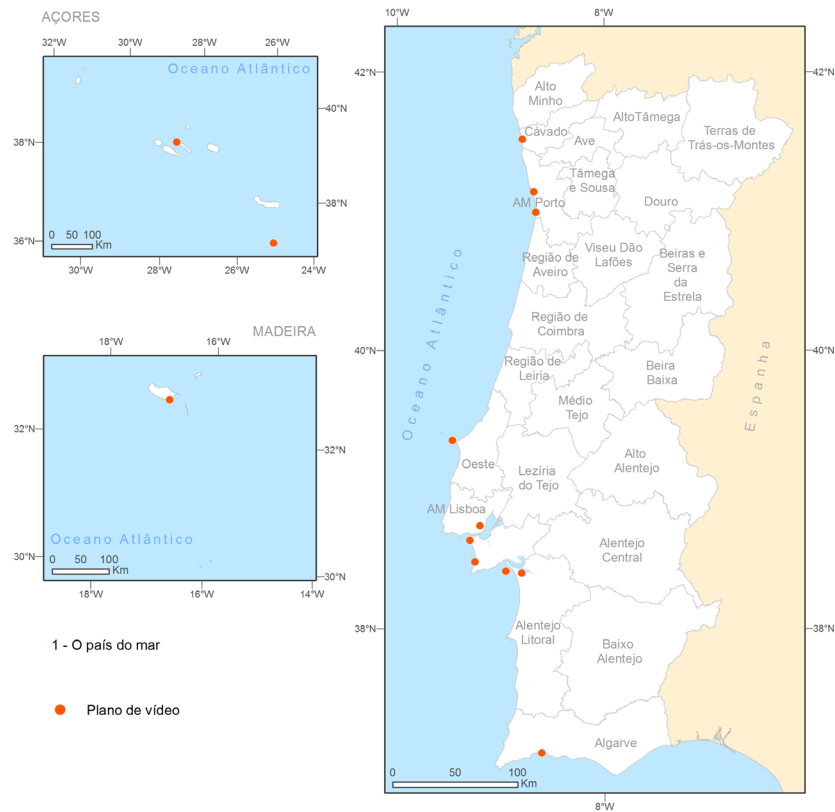 AÇORES
32°W
30°W
28°W
26°W
Oceano Atlântico
40°N
38°N
38°N
36°N
0 50 100
Km
30°W
28°W
26°W
24°W
MADEIRA
18°W
16°W
32°N
32°N
Oceano Atlântico
30°N
30°N
0 50 100
Km
18°W
16°W
14°W
1 - O país do mar
Plano de vídeo
10°W
8°W
42°N
42°N
Alto
Minho
Cávado
Ave
AltoTâmega
Terras de
Trás-os-Montes
Tâmega
e Sousa
AM Porto
Douro
Região de
Aveiro
Viseu Dão
Lafões
Beiras e
Serra
da
Estrela
Oceano Atlântico
Região de
Coimbra
40°N
40°N
Região de
Leiria
Beira
Baixa
Espanha
Médio
Tejo
Oeste
Lezíria
do Tejo
Alto
Alentejo
AM Lisboa
Alentejo
Central
38°N
38°N
Alentejo
Litoral
Baixo
Alentejo
Algarve
0 50 100
Km
8°W